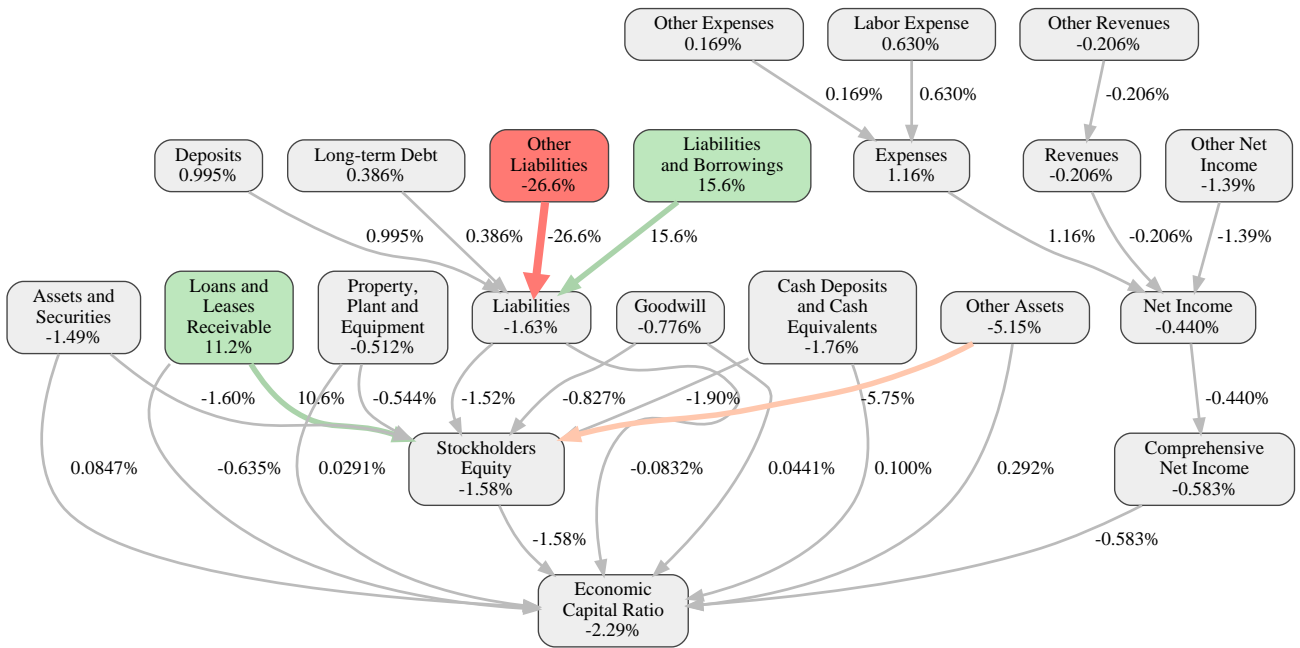 Other Expenses
0.169%
Labor Expense
0.630%
Other Revenues
-0.206%
0.169%
0.630%
-0.206%
Deposits
0.995%
Long-term Debt
0.386%
Other
Liabilities
-26.6%
Liabilities
and Borrowings
15.6%
Expenses
1.16%
Revenues
-0.206%
Other Net
Income
-1.39%
0.995%
0.386%
-26.6%
15.6%
1.16%
-0.206%
-1.39%
Assets and
Securities
-1.49%
Loans and
Leases
Receivable
11.2%
Property,
Plant and
Equipment
-0.512%
Liabilities
-1.63%
Goodwill
-0.776%
Cash Deposits
and Cash
Equivalents
-1.76%
Other Assets
-5.15%
Net Income
-0.440%
-1.60%
10.6%
-0.544%
-1.52%
-0.827%
-1.90%
-5.75%
-0.440%
Stockholders
Equity
-1.58%
Comprehensive
Net Income
-0.583%
0.0847%
-0.635%
0.0291%
-0.0832%
0.0441%
0.100%
0.292%
-1.58%
-0.583%
Economic
Capital Ratio
-2.29%